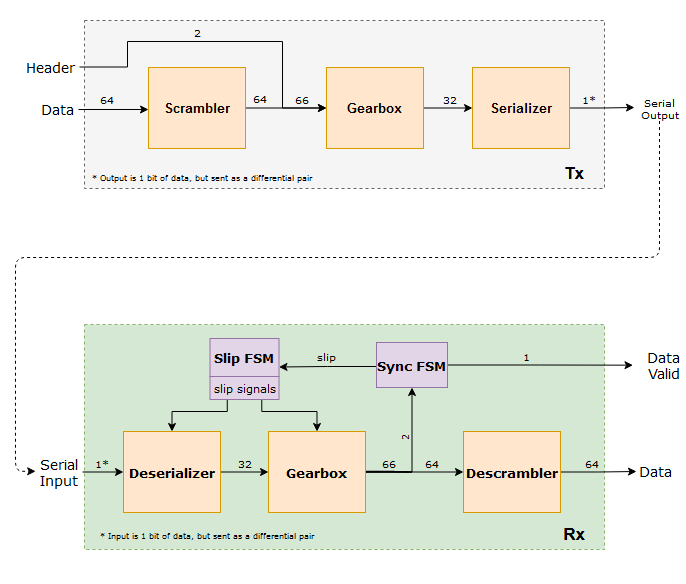 2
Header
Data
64
Scrambler
64
66
Gearbox
32
Serializer
1*
Serial
Output
* Output is 1 bit of data, but sent as a differential pair
Tx
Slip FSM
slip signals
slip
Sync FSM
1
Data
Valid
2
Serial
Input
1*
Deserializer
32
Gearbox
66
64
Descrambler
64
Data
* Input is 1 bit of data, but sent as a differential pair
Rx